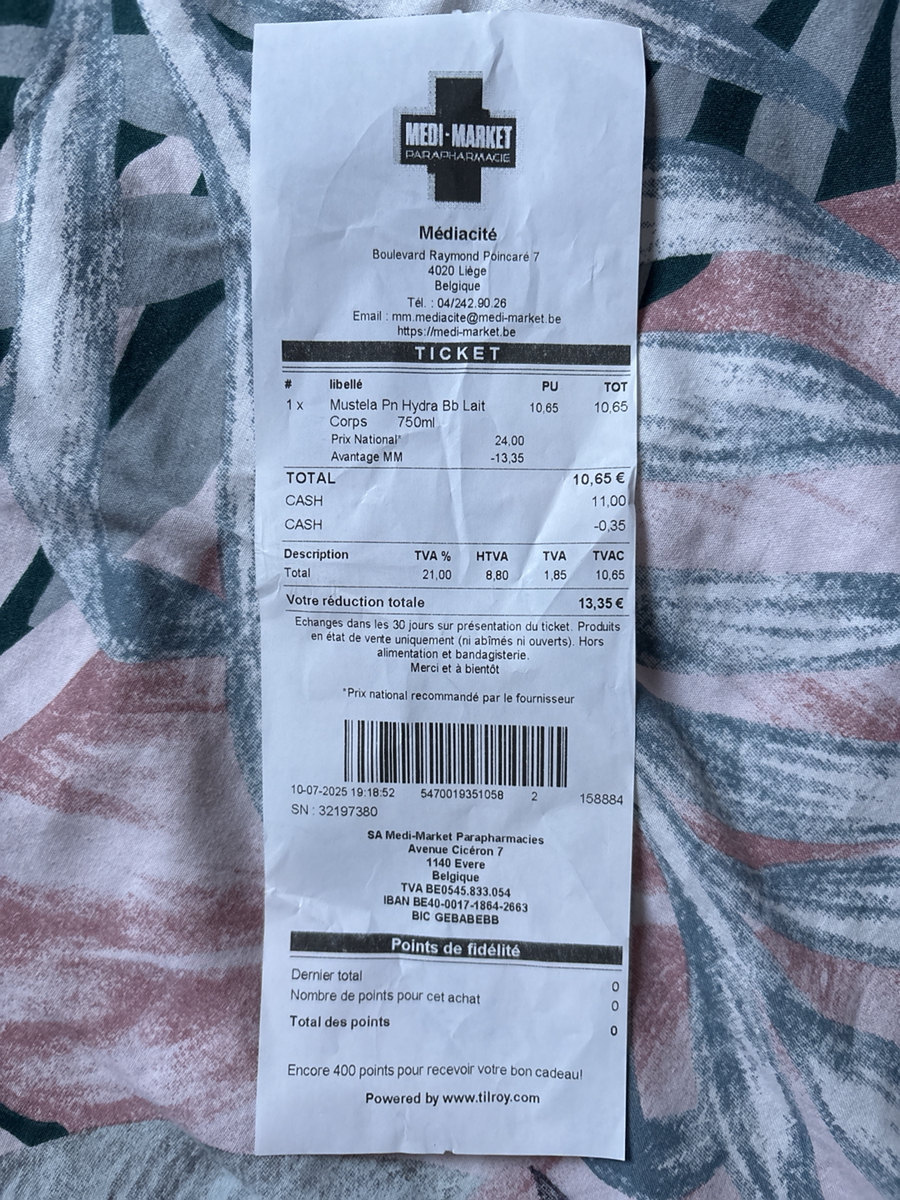 MEDI-MARKET
PARAPHARMACIE
Médiacité
Boulevard Raymond Poincaré 7
4020 Liège
Belgique
Tél. : 04/242.90.26
Email : mm.mediacite@medi-market.be
https://medi-market.be
TICKET
# libellé PU TOT
1 x Mustela Pn Hydra Bb Lait 10,65 10,65
Corps 750ml
Prix National* 24,00
Avantage MM -13,35
TOTAL 10,65 €
CASH 11,00
CASH -0,35
Description TVA % HTVA TVA TVAC
Total 21,00 8,80 1,85 10,65
Votre réduction totale 13,35 €
Echanges dans les 30 jours sur présentation du ticket. Produits
en état de vente uniquement (ni abîmés ni ouverts). Hors
alimentation et bandagisterie.
Merci et à bientôt
*Prix national recommandé par le fournisseur
10-07-2025 19:18:52 5470019351058 2 158884
SN : 32197380
SA Medi-Market Parapharmacies
Avenue Cicéron 7
1140 Evere
Belgique
TVA BE0545.833.054
IBAN BE40-0017-1864-2663
BIC GEBABEBB
Points de fidélité
Dernier total 0
Nombre de points pour cet achat 0
Total des points 0
Encore 400 points pour recevoir votre bon cadeau!
Powered by www.tilroy.com